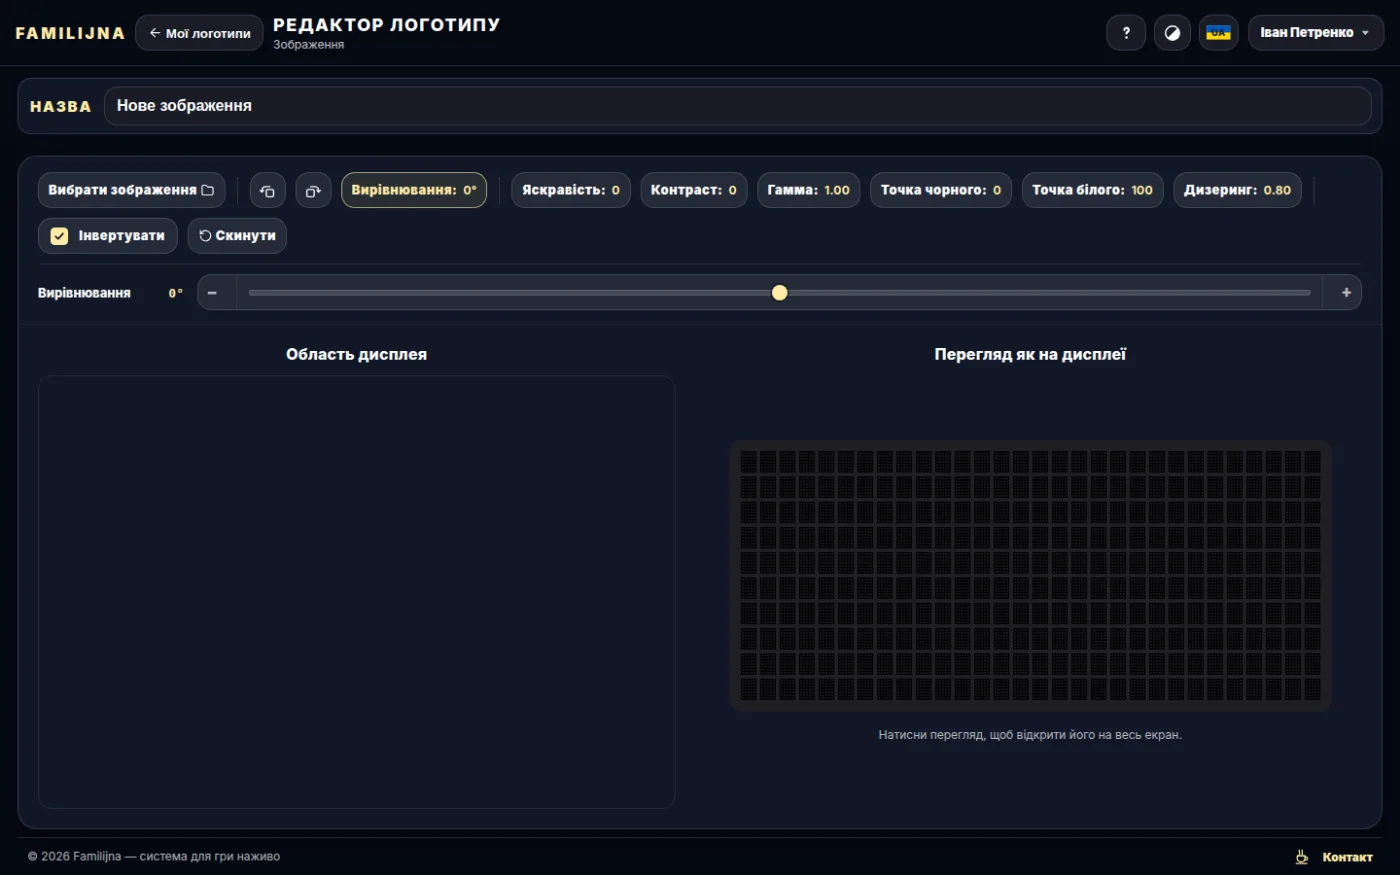 FAMILIJNA
← Мої логотипи
РЕДАКТОР ЛОГОТИПУ
Зображення
?
UA
Іван Петренко
НАЗВА
Нове зображення
Вибрати зображення
Вирівнювання: 0°
Яскравість: 0
Контраст: 0
Гамма: 1.00
Точка чорного: 0
Точка білого: 100
Дизеринг: 0.80
Інвертувати
Скинути
Вирівнювання 0° − +
Область дисплея
Перегляд як на дисплеї
Натисни перегляд, щоб відкрити його на весь екран.
© 2026 Familijna — система для гри наживо
Контакт